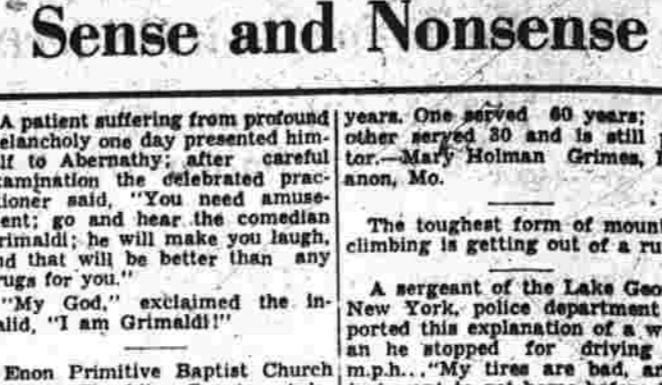 Sense and Nonsense
A patient suffering from profound
elancholy one day presented him-
lf to Abernathy; after careful
amination the celebrated prac-
ioner said, "You need amuse-
ent; go and hear the comedian
rimaldi; he will make you laugh,
nd that will be better than any
rugs for you."
"My God," exclaimed the in-
alid, "I am Grimaldi!"
Enon Primitive Baptist Church
years. One served 60 years;
other served 30 and is still
tor.—Mary Holman Grimes,
anon, Mo.
The toughest form of mount
climbing is getting out of a ru
A sergeant of the Lake Geo
New York, police department
ported this explanation of a w
an he stopped for driving
m.p.h..."My tires are bad, an